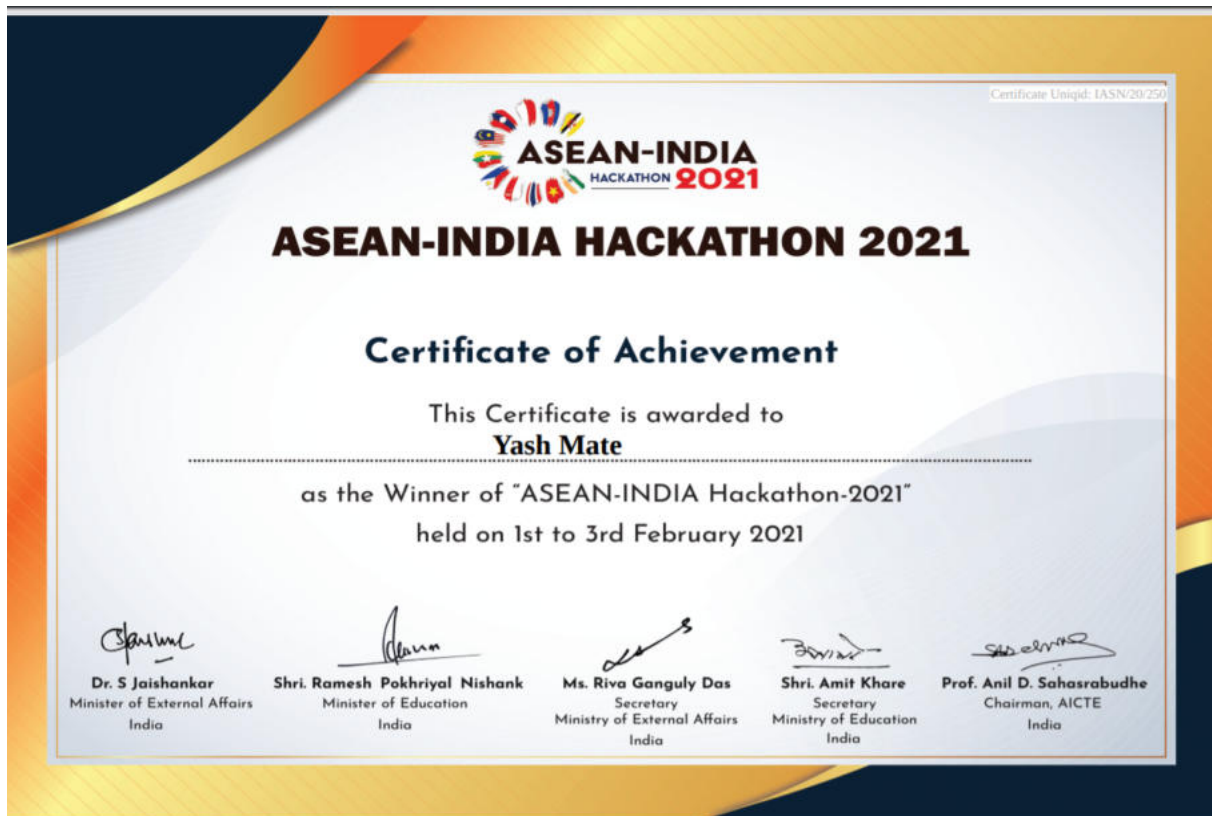 Certificate Uniqid: IASN/20/250
ASEAN-INDIA
HACKATHON 2021
ASEAN-INDIA HACKATHON 2021
Certificate of Achievement
This Certificate is awarded to
Yash Mate
as the Winner of “ASEAN-INDIA Hackathon-2021”
held on 1st to 3rd February 2021
Dr. S Jaishankar
Minister of External Affairs
India
Shri. Ramesh Pokhriyal Nishank
Minister of Education
India
Ms. Riva Ganguly Das
Secretary
Ministry of External Affairs
India
Shri. Amit Khare
Secretary
Ministry of Education
India
Prof. Anil D. Sahasrabudhe
Chairman, AICTE
India